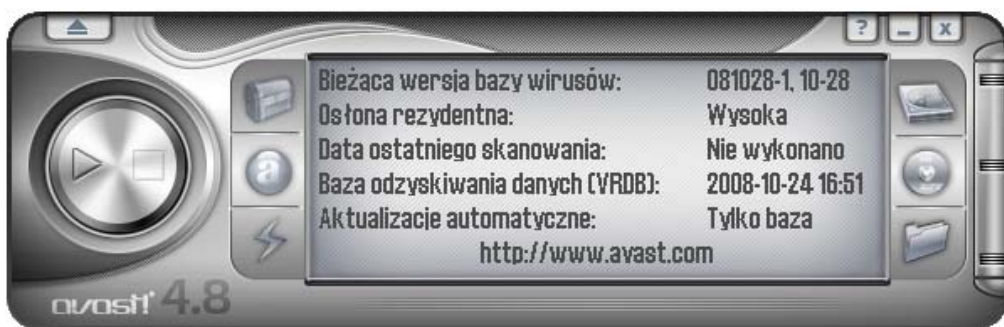 ? _ x
Bieżąca wersja bazy wirusów: 081028-1, 10-28
Osłona rezydentna: Wysoka
Data ostatniego skanowania: Nie wykonano
Baza odzyskiwania danych (VRDB): 2008-10-24 16:51
Aktualizacje automatyczne: Tylko baza
http://www.avast.com
a
avast! 4.8